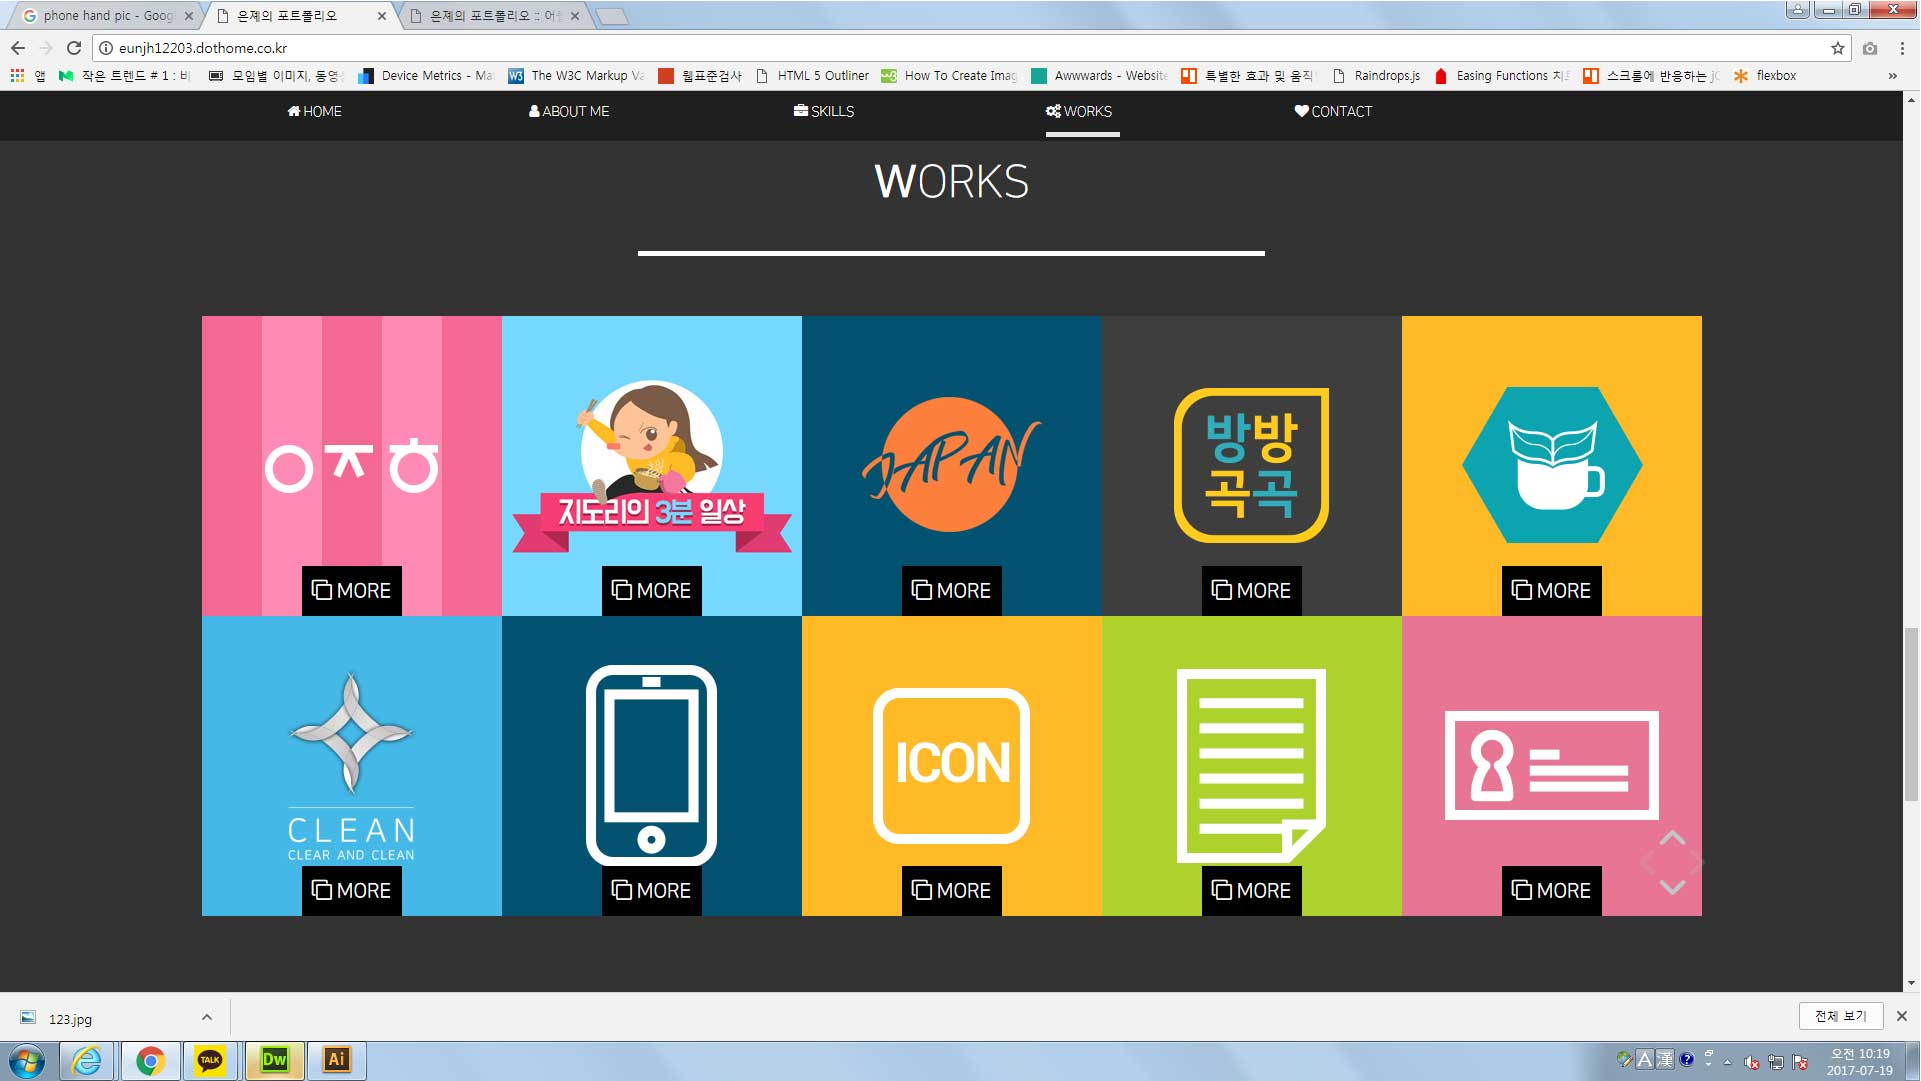 phone hand pic - Goog
은제의 포트폴리오
은제의 포트폴리오 :: 어
eunjh12203.dothome.co.kr
앱
작은 트렌드 # 1 : 비
모임별 이미지, 동영상
Device Metrics - Ma
The W3C Markup Va
웹표준검사
HTML 5 Outliner
How To Create Imag
Awwwards - Website
특별한 효과 및 움직
Raindrops.js
Easing Functions 치트
스크롤에 반응하는 jQ
flexbox
HOME
ABOUT ME
SKILLS
WORKS
CONTACT
WORKS
ㅇㅈㅎ
지도리의 3분 일상
JAPAN
방방
곡곡
MORE
MORE
MORE
MORE
MORE
CLEAN
CLEAR AND CLEAN
ICON
MORE
MORE
MORE
MORE
MORE
123.jpg
전체 보기
TALK
Dw
Ai
A 漢
오전 10:19
2017-07-19